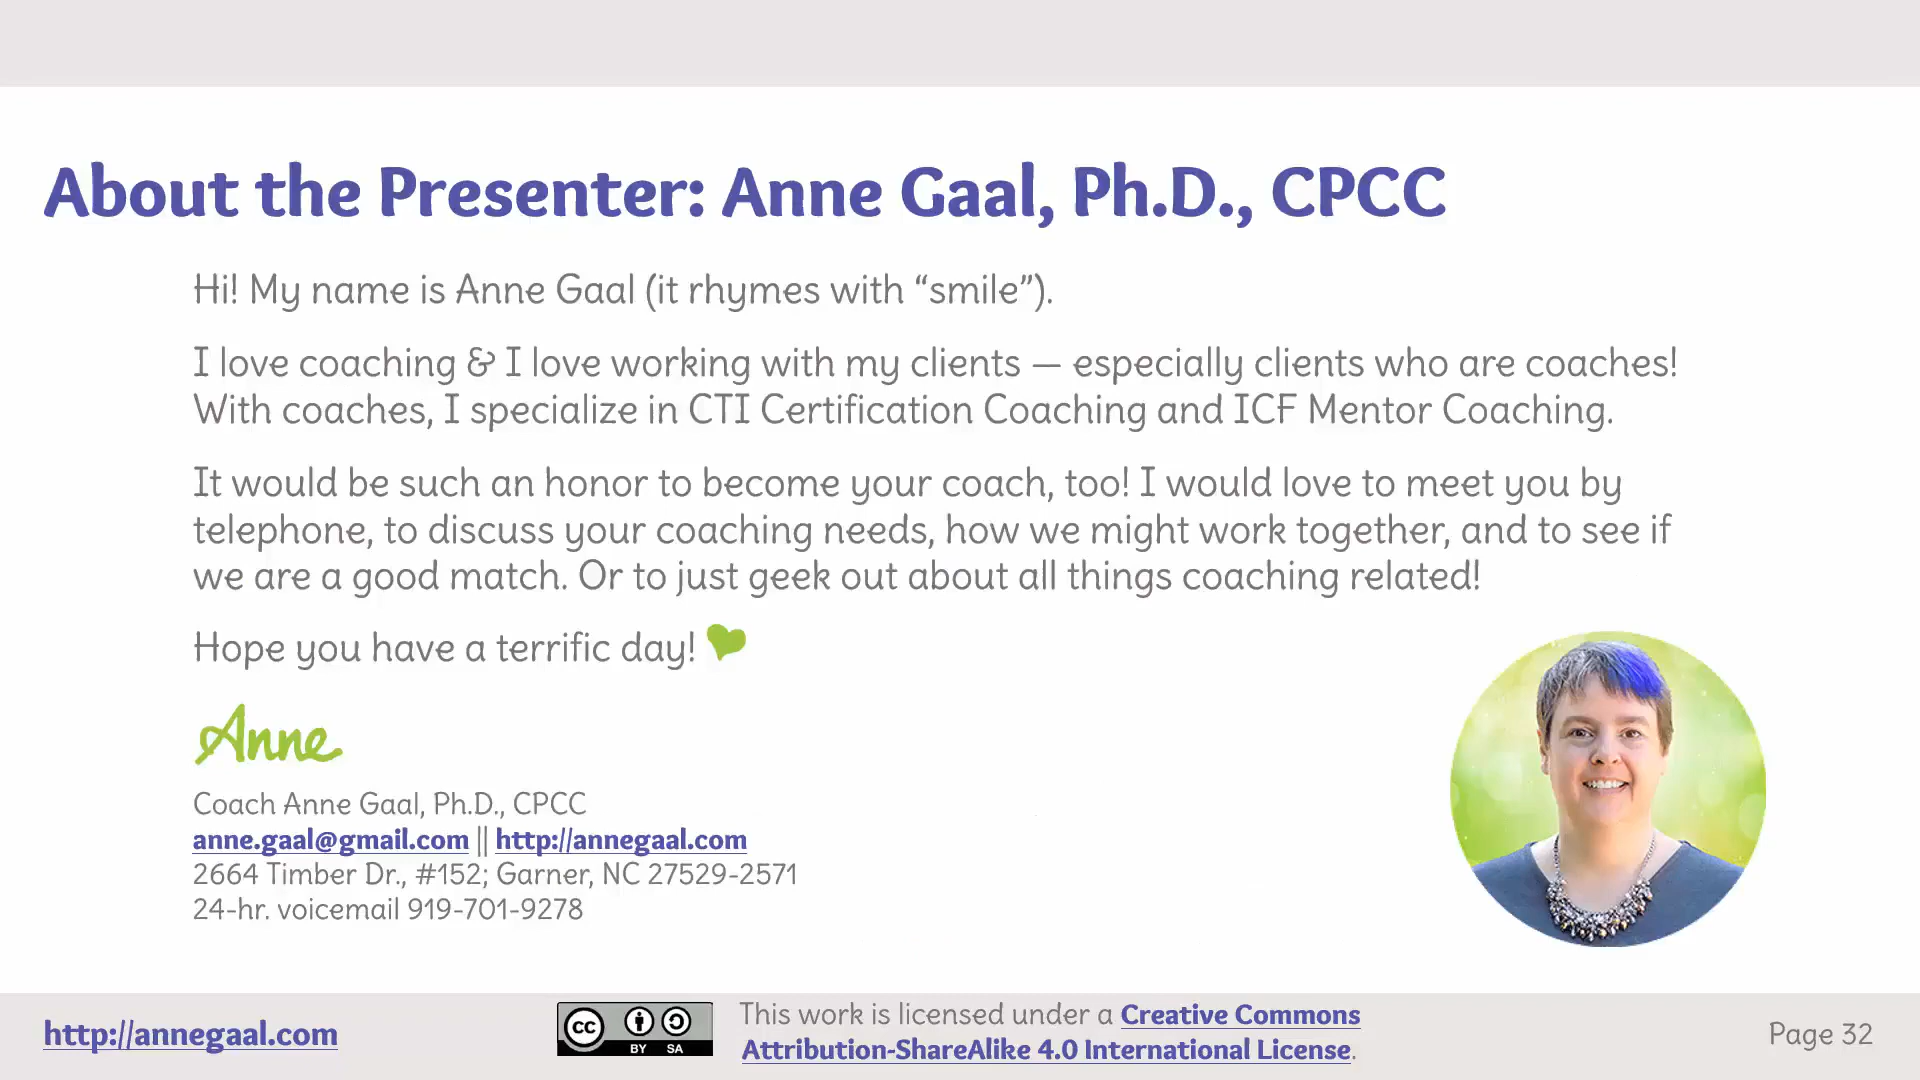 About the Presenter: Anne Gaal, Ph.D., CPCC
Hi! My name is Anne Gaal (it rhymes with “smile”).
I love coaching & I love working with my clients — especially clients who are coaches!
With coaches, I specialize in CTI Certification Coaching and ICF Mentor Coaching.
It would be such an honor to become your coach, too! I would love to meet you by
telephone, to discuss your coaching needs, how we might work together, and to see if
we are a good match. Or to just geek out about all things coaching related!
Hope you have a terrific day!
Anne
Coach Anne Gaal, Ph.D., CPCC
anne.gaal@gmail.com || http://annegaal.com
2664 Timber Dr., #152; Garner, NC 27529-2571
24-hr. voicemail 919-701-9278
http://annegaal.com
cc BY SA
This work is licensed under a Creative Commons
Attribution-ShareAlike 4.0 International License.
Page 32